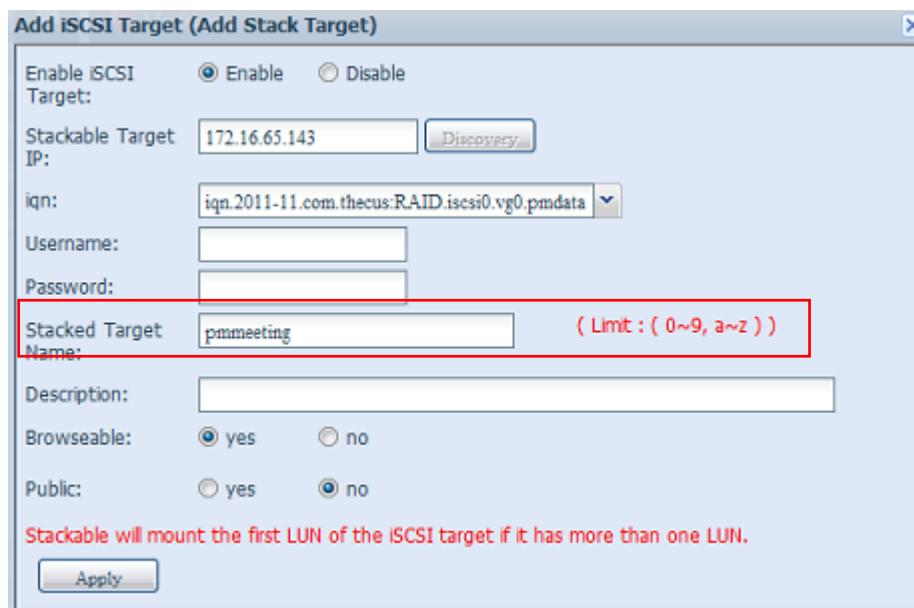 Add iSCSI Target (Add Stack Target)
Enable iSCSI Target: Enable Disable
Stackable Target IP: 172.16.65.143 Discovery
iqn: iqn.2011-11.com.thecus:RAID.iscsi0.vg0.pmdata
Username:
Password:
Stacked Target Name: pmmeeting ( Limit : ( 0~9, a~z ) )
Description:
Browseable: yes no
Public: yes no
Stackable will mount the first LUN of the iSCSI target if it has more than one LUN.
Apply